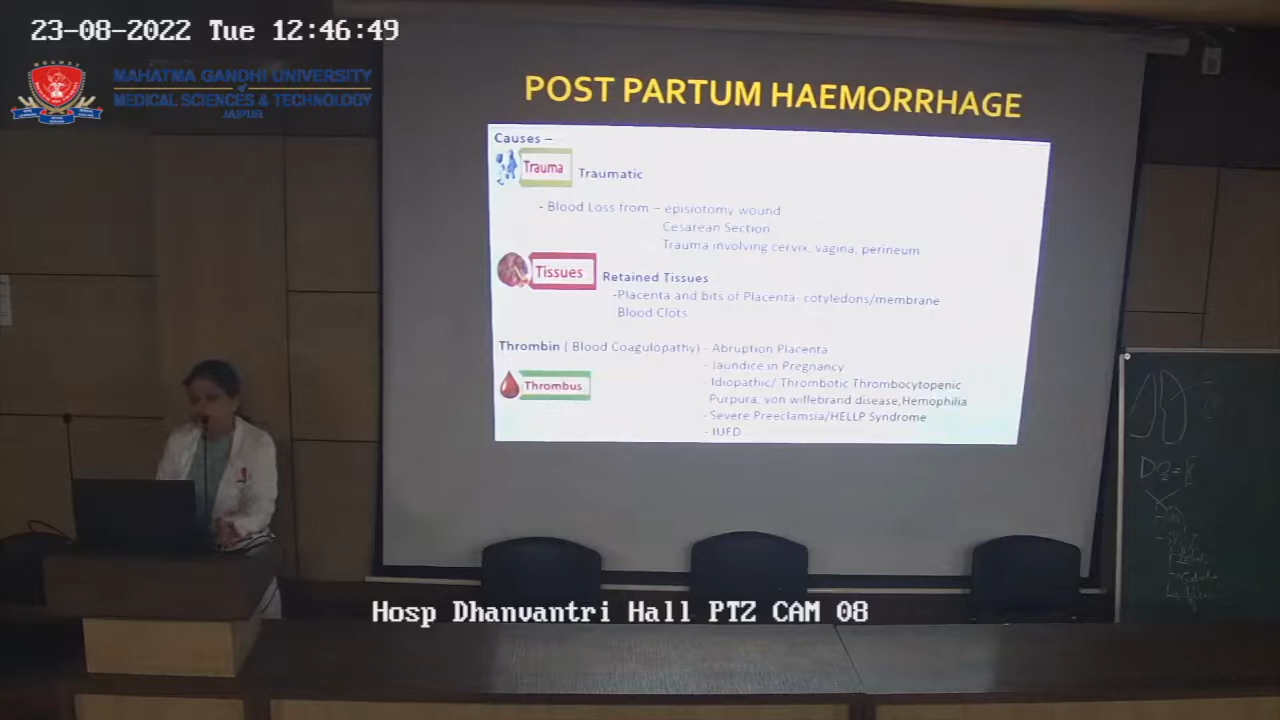 23-08-2022 Tue 12:46:49
MAHATMA GANDHI UNIVERSITY
of
MEDICAL SCIENCES & TECHNOLOGY
JAIPUR
POST PARTUM HAEMORRHAGE
Causes –
Trauma Traumatic
- Blood Loss from – episiotomy wound
Cesarean Section
Trauma involving cervix, vagina, perineum
Tissues Retained Tissues
-Placenta and bits of Placenta- cotyledons/membrane
Blood Clots
Thrombin ( Blood Coagulopathy) - Abruption Placenta
- Jaundice in Pregnancy
Thrombus - Idiopathic/ Thrombotic Thrombocytopenic
Purpura, von willebrand disease,Hemophilia
- Severe Preeclamsia/HELLP Syndrome
- IUFD
Hosp Dhanvantri Hall PTZ CAM 08